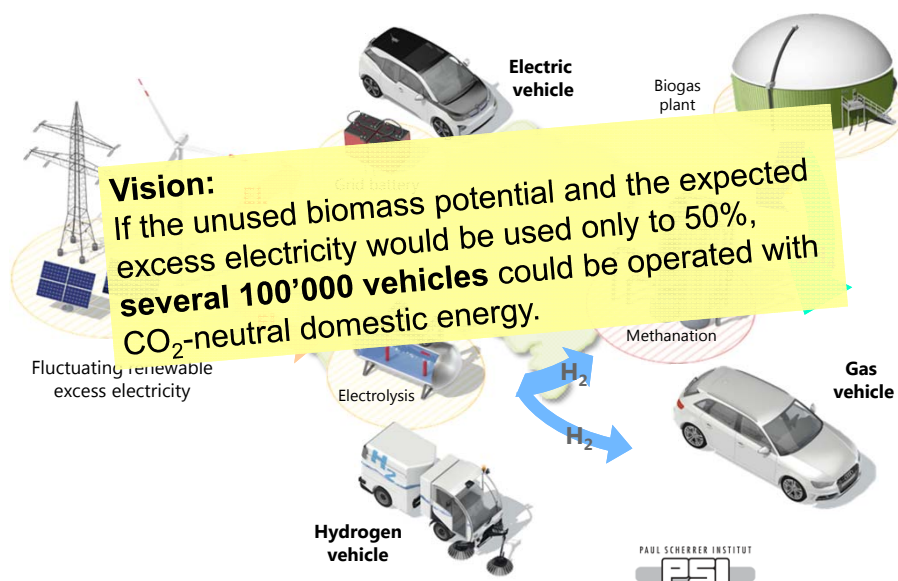 Electric
vehicle
Biogas
plant
Grid battery
Vision:
If the unused biomass potential and the expected
excess electricity would be used only to 50%,
several 100’000 vehicles could be operated with
CO₂-neutral domestic energy.
Fluctuating renewable
excess electricity
Electrolysis
Methanation
H₂
H₂
Gas
vehicle
H₂
Hydrogen
vehicle
PAUL SCHERRER INSTITUT
PSI